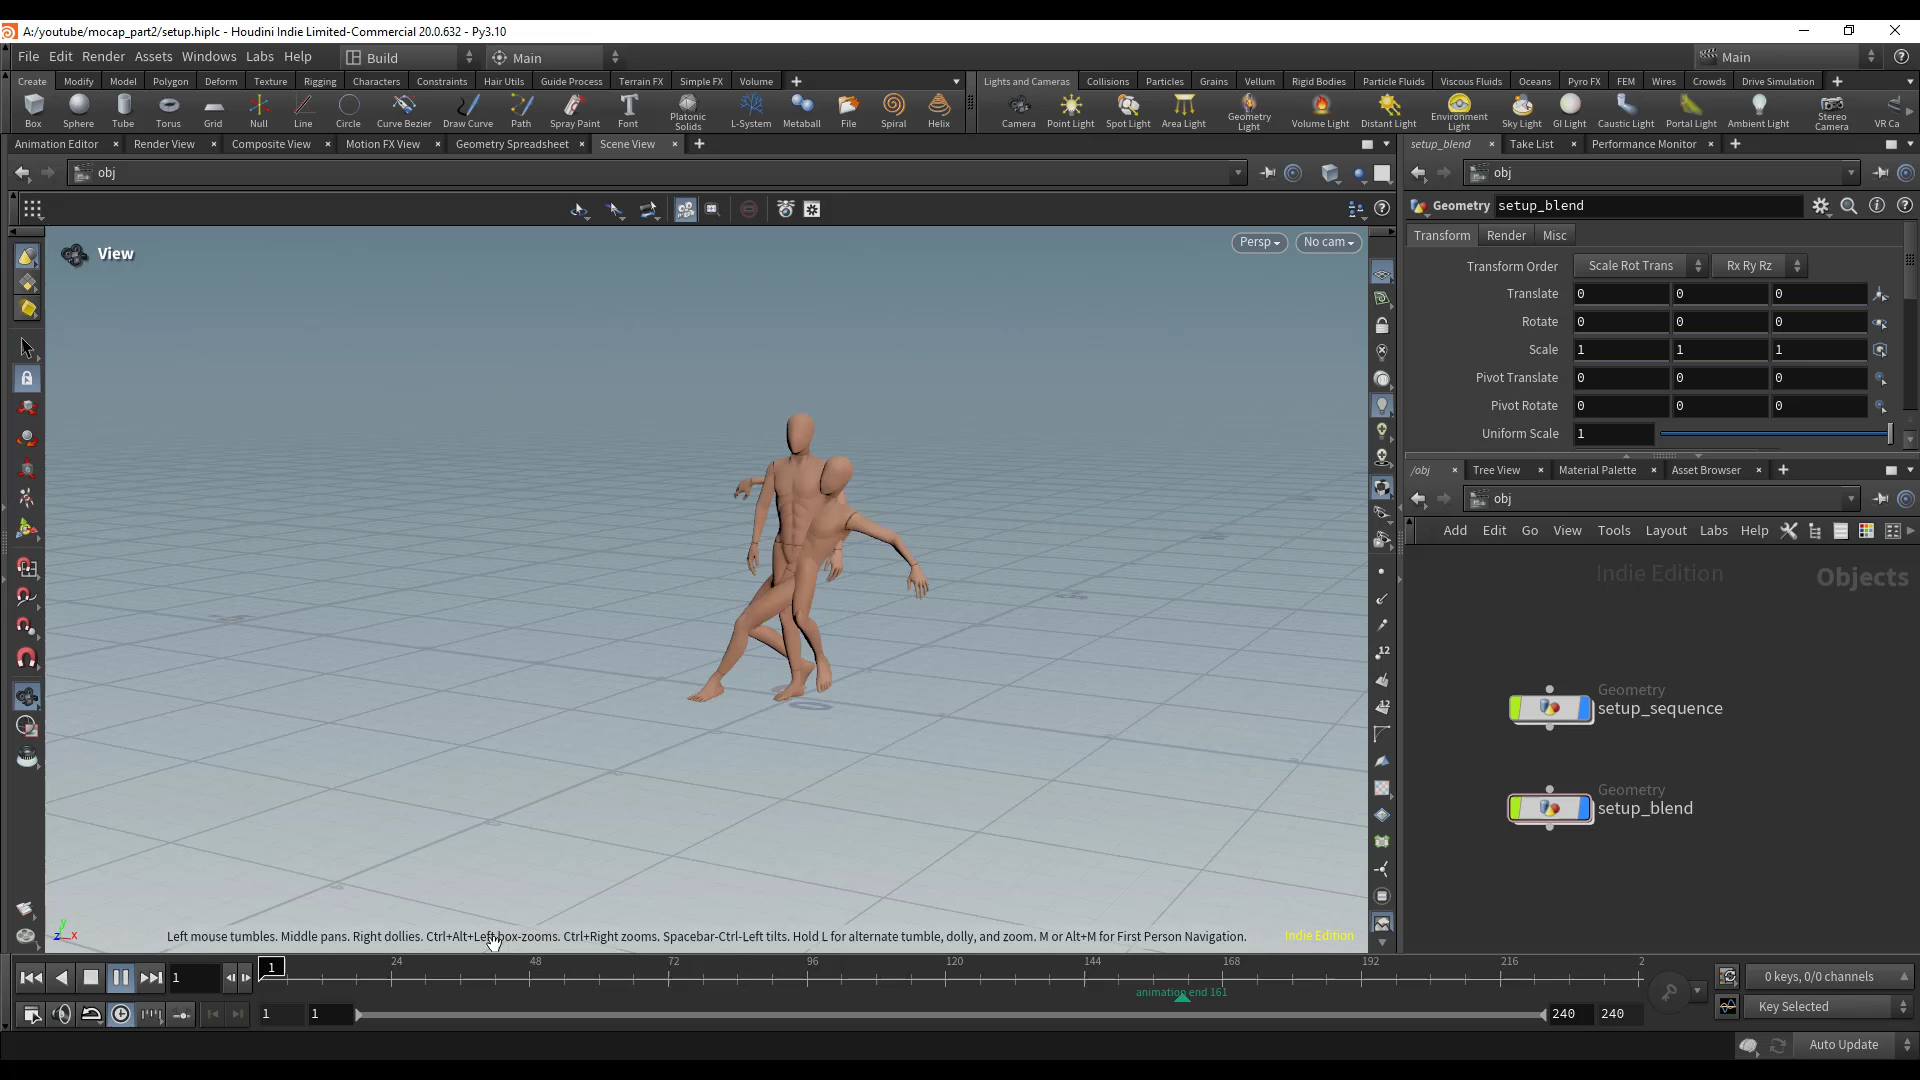 A:/youtube/mocap_part2/setup.hiplc - Houdini Indie Limited-Commercial 20.0.632 - Py3.10
File Edit Render Assets Windows Labs Help Build Main Main
Create Modify Model Polygon Deform Texture Rigging Characters Constraints Hair Utils Guide Process Terrain FX Simple FX Volume Lights and Cameras Collisions Particles Grains Vellum Rigid Bodies Particle Fluids Viscous Fluids Oceans Pyro FX FEM Wires Crowds Drive Simulation
Box Sphere Tube Torus Grid Null Line Circle Curve Bezier Draw Curve Path Spray Paint Font Platonic Solids L-System Metaball File Spiral Helix Camera Point Light Spot Light Area Light Geometry Light Volume Light Distant Light Environment Light Sky Light GI Light Caustic Light Portal Light Ambient Light Stereo Camera VR Ca
Animation Editor Render View Composite View Motion FX View Geometry Spreadsheet Scene View
obj
View
Persp No cam
setup_blend Take List Performance Monitor
obj
Geometry setup_blend
Transform Render Misc
Transform Order Scale Rot Trans Rx Ry Rz
Translate 0 0 0
Rotate 0 0 0
Scale 1 1 1
Pivot Translate 0 0 0
Pivot Rotate 0 0 0
Uniform Scale 1
/obj Tree View Material Palette Asset Browser
obj
Add Edit Go View Tools Layout Labs Help
Indie Edition Objects
Geometry
setup_sequence
Geometry
setup_blend
12
12
z y x
Left mouse tumbles. Middle pans. Right dollies. Ctrl+Alt+Left box-zooms. Ctrl+Right zooms. Spacebar-Ctrl-Left tilts. Hold L for alternate tumble, dolly, and zoom. M or Alt+M for First Person Navigation.
Indie Edition
1 1 24 48 72 96 120 144 168 192 216 2
animation end 161
0 keys, 0/0 channels
1 1 240 240
Key Selected
Auto Update